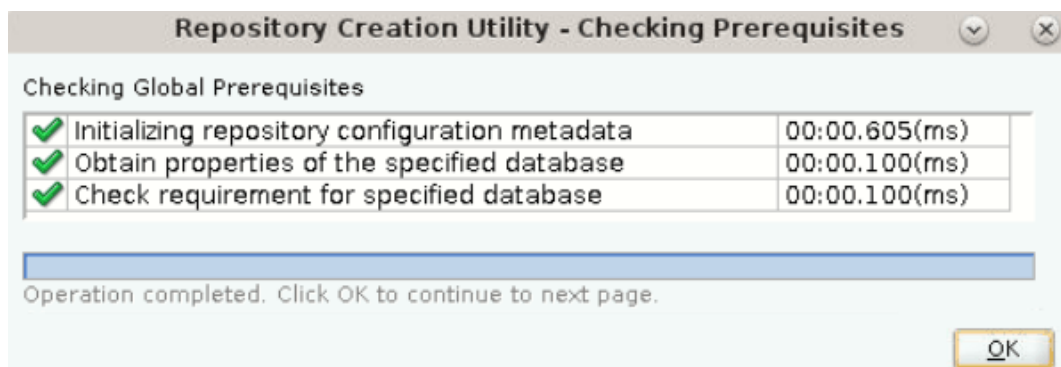 Repository Creation Utility - Checking Prerequisites
Checking Global Prerequisites
Initializing repository configuration metadata 00:00.605(ms)
Obtain properties of the specified database 00:00.100(ms)
Check requirement for specified database 00:00.100(ms)
Operation completed. Click OK to continue to next page.
OK